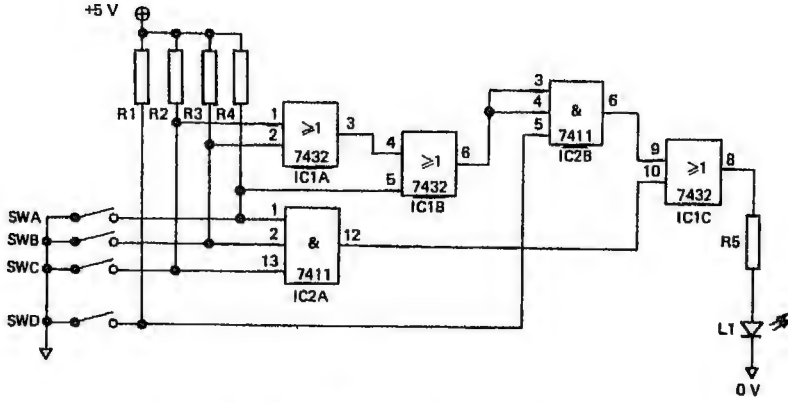 +5 V
R1 R2 R3 R4
1
2
≥1
7432
IC1A
3
4
5
≥1
7432
IC1B
6
3
4
5
&
7411
IC2B
6
9
10
≥1
7432
IC1C
8
SWA
SWB
SWC
SWD
1
2
13
&
7411
IC2A
12
R5
L1
0 V